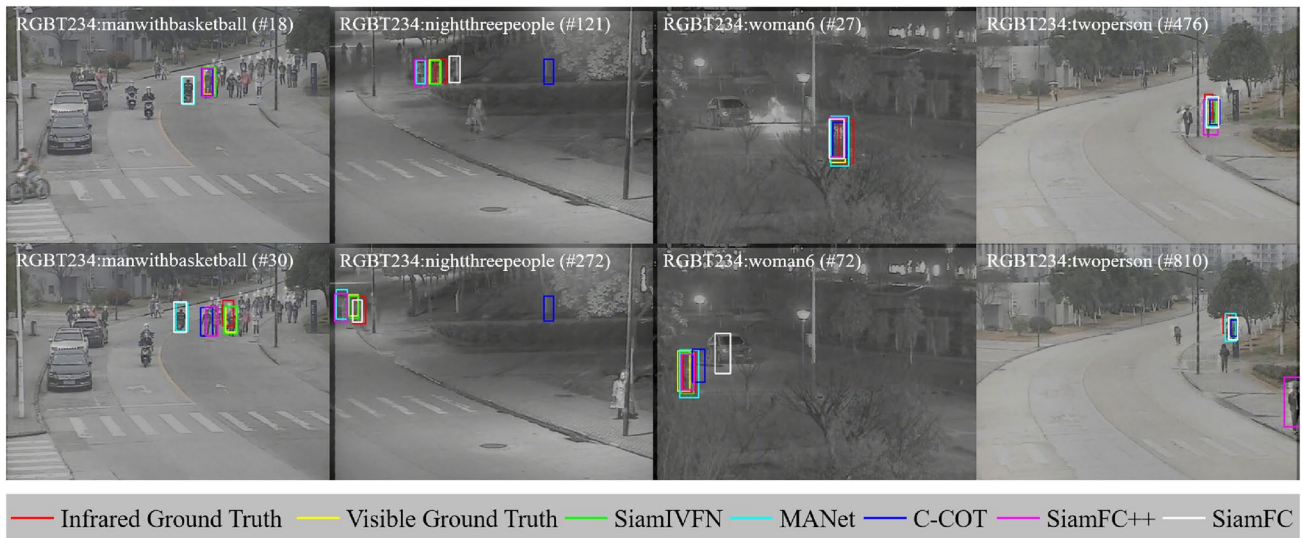 RGBT234:manwithbasketball (#18)
RGBT234:nightthreepeople (#121)
RGBT234:woman6 (#27)
RGBT234:twoperson (#476)
RGBT234:manwithbasketball (#30)
RGBT234:nightthreepeople (#272)
RGBT234:woman6 (#72)
RGBT234:twoperson (#810)
Infrared Ground Truth Visible Ground Truth SiamIVFN MANet C-COT SiamFC++ SiamFC